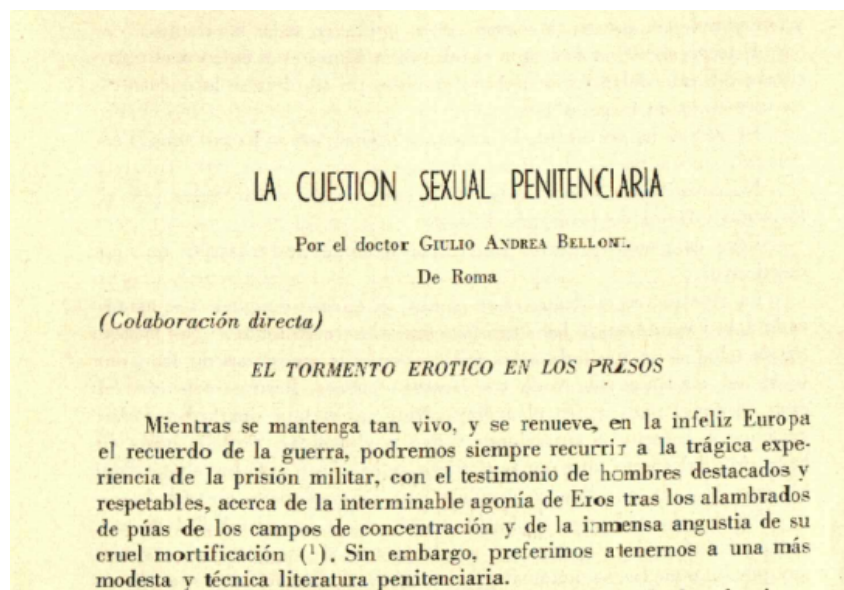 LA CUESTION SEXUAL PENITENCIARIA
Por el doctor GIULIO ANDREA BELLONI.
De Roma
(Colaboración directa)
EL TORMENTO EROTICO EN LOS PRESOS
Mientras se mantenga tan vivo, y se renueve, en la infeliz Europa
el recuerdo de la guerra, podremos siempre recurrir a la trágica expe-
riencia de la prisión militar, con el testimonio de hombres destacados y
respetables, acerca de la interminable agonía de Eros tras los alambrados
de púas de los campos de concentración y de la inmensa angustia de su
cruel mortificación (¹). Sin embargo, preferimos atenernos a una más
modesta y técnica literatura penitenciaria.